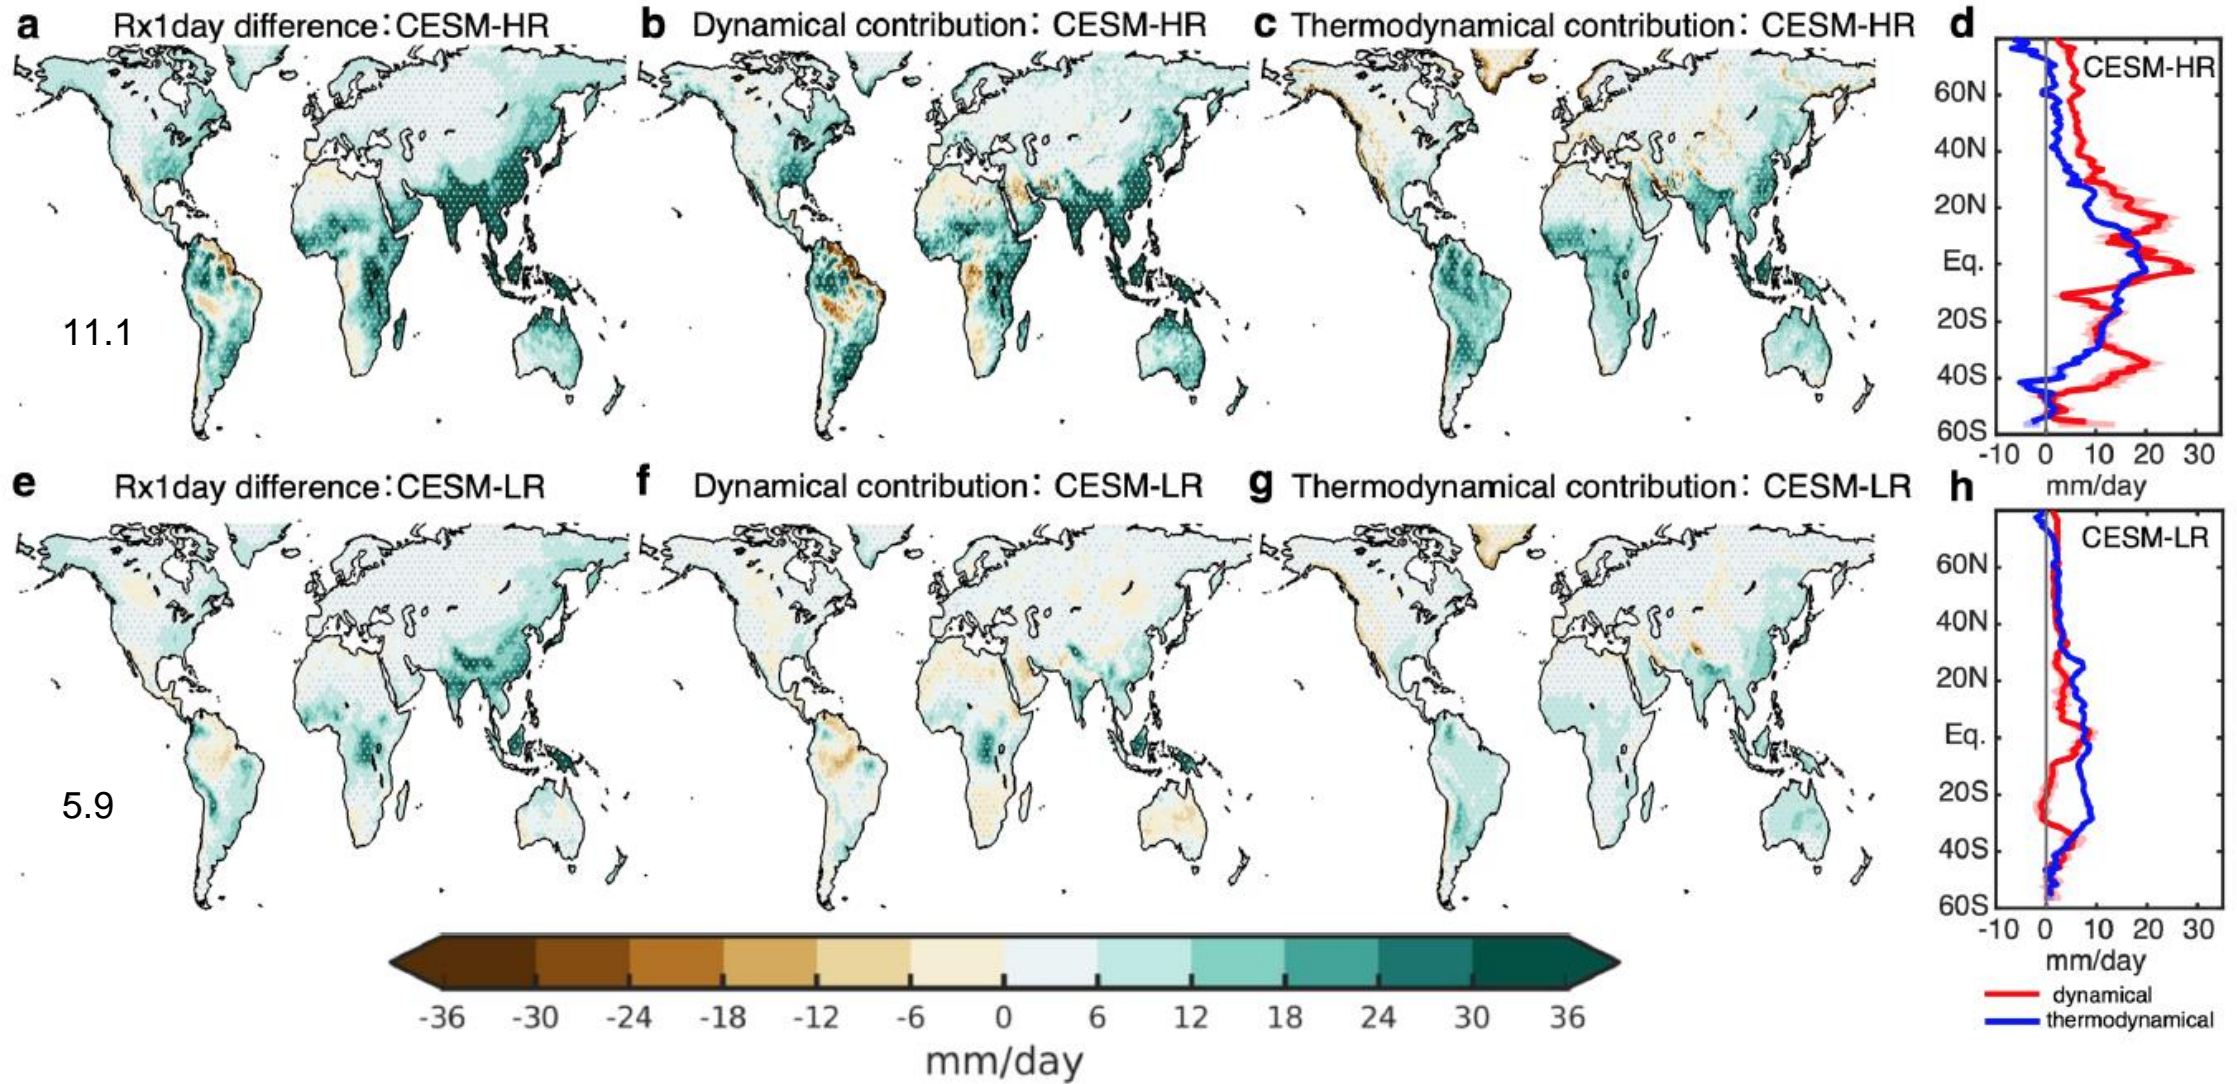 a Rx1day difference:CESM-HR
b Dynamical contribution: CESM-HR
c Thermodynamical contribution: CESM-HR
d
CESM-HR
60N
40N
20N
Eq.
20S
40S
60S
-10 0 10 20 30
mm/day
11.1
e Rx1day difference:CESM-LR
f Dynamical contribution: CESM-LR
g Thermodynamical contribution: CESM-LR
h
CESM-LR
60N
40N
20N
Eq.
20S
40S
60S
-10 0 10 20 30
mm/day
5.9
dynamical
thermodynamical
-36 -30 -24 -18 -12 -6 0 6 12 18 24 30 36
mm/day